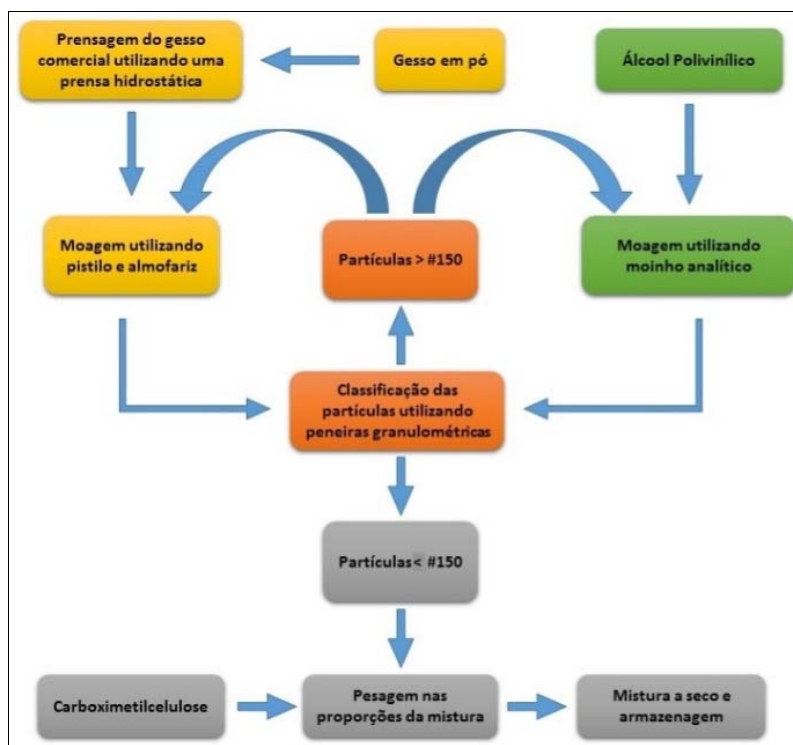 Prensagem do gesso
comercial utilizando uma
prensa hidrostática
Gesso em pó
Álcool Polivinílico
Moagem utilizando
pistilo e almofariz
Partículas > #150
Moagem utilizando
moinho analítico
Classificação das
partículas utilizando
peneiras granulométricas
Partículas< #150
Carboximetilcelulose
Pesagem nas
proporções da mistura
Mistura a seco e
armazenagem